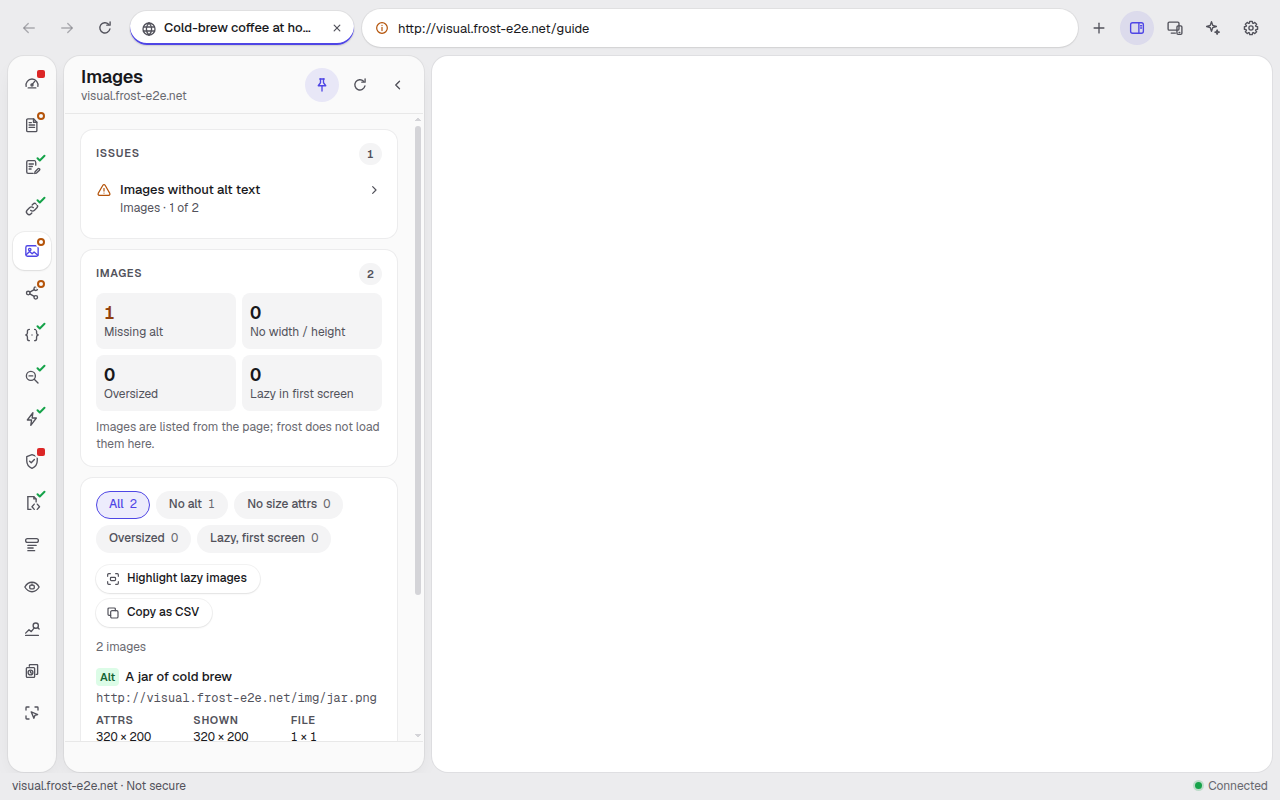 Cold-brew coffee at ho...
http://visual.frost-e2e.net/guide
Images
visual.frost-e2e.net
ISSUES
1
Images without alt text
Images · 1 of 2
IMAGES
2
1
Missing alt
0
No width / height
0
Oversized
0
Lazy in first screen
Images are listed from the page; frost does not load
them here.
All 2
No alt 1
No size attrs 0
Oversized 0
Lazy, first screen 0
Highlight lazy images
Copy as CSV
2 images
Alt A jar of cold brew
http://visual.frost-e2e.net/img/jar.png
ATTRS SHOWN FILE
320 × 200 320 × 200 1 × 1
visual.frost-e2e.net · Not secure
Connected